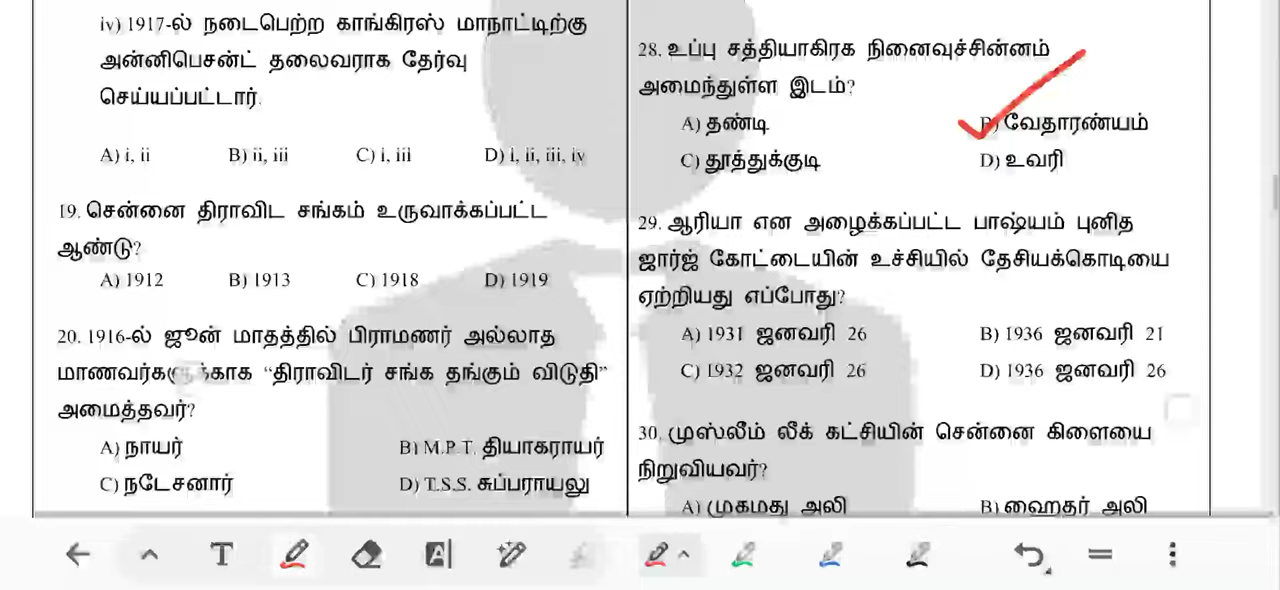 iv) 1917-ல் நடைபெற்ற காங்கிரஸ் மாநாட்டிற்கு
அன்னிபெசன்ட் தலைவராக தேர்வு
செய்யப்பட்டார்.
A) i, ii B) ii, iii C) i, iii D) i, ii, iii, iv
19. சென்னை திராவிட சங்கம் உருவாக்கப்பட்ட
ஆண்டு?
A) 1912 B) 1913 C) 1918 D) 1919
20. 1916-ல் ஜூன் மாதத்தில் பிராமணர் அல்லாத
மாணவர்களுக்காக “திராவிடர் சங்க தங்கும் விடுதி”
அமைத்தவர்?
A) நாயர் B) M.P.T. தியாகராயர்
C) நடேசனார் D) T.S.S. சுப்பராயலு
28. உப்பு சத்தியாகிரக நினைவுச்சின்னம்
அமைந்துள்ள இடம்?
A) தண்டி B) வேதாரண்யம்
C) தூத்துக்குடி D) உவரி
29. ஆரியா என அழைக்கப்பட்ட பாஷ்யம் புனித
ஜார்ஜ் கோட்டையின் உச்சியில் தேசியக்கொடியை
ஏற்றியது எப்போது?
A) 1931 ஜனவரி 26 B) 1936 ஜனவரி 21
C) 1932 ஜனவரி 26 D) 1936 ஜனவரி 26
30. முஸ்லீம் லீக் கட்சியின் சென்னை கிளையை
நிறுவியவர்?
A) முகமது அலி B) ஹைதர் அலி